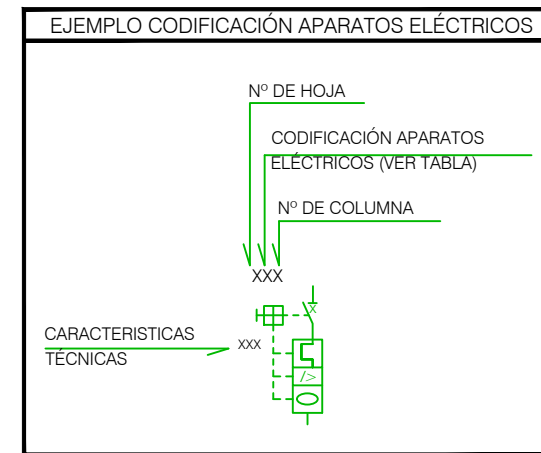 EJEMPLO CODIFICACIÓN APARATOS ELÉCTRICOS
Nº DE HOJA
CODIFICACIÓN APARATOS
ELÉCTRICOS (VER TABLA)
Nº DE COLUMNA
XXX
X
CARACTERISTICAS
TÉCNICAS
XXX
/>